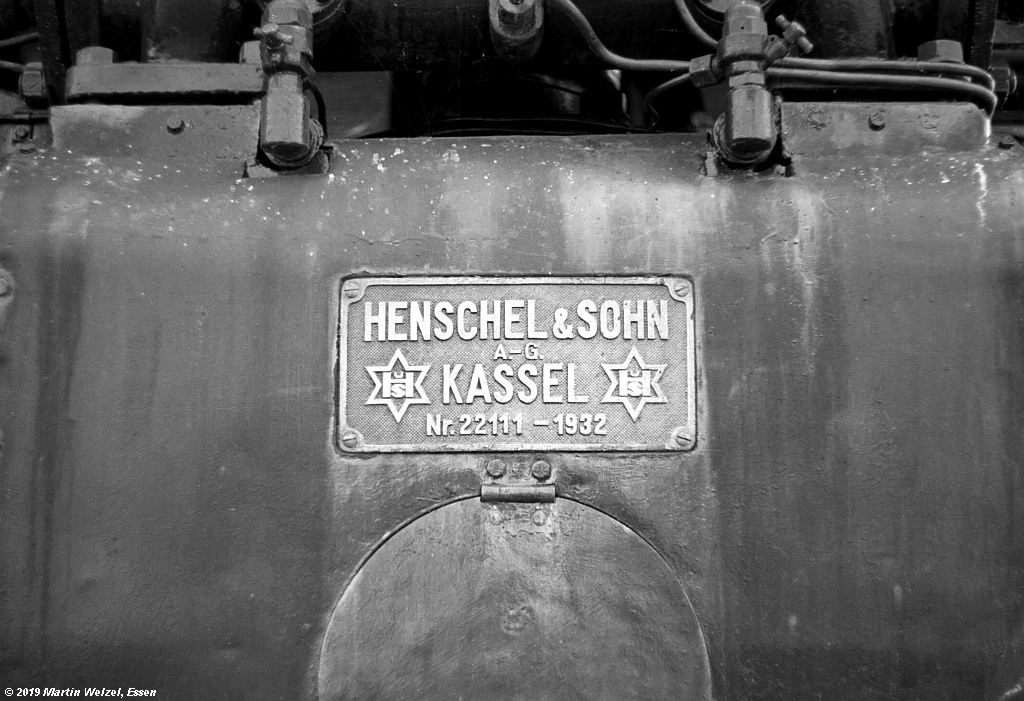 HENSCHEL & SOHN
A.-G.
KASSEL
Nr. 22111 - 1932
© 2019 Martin Welzel, Essen